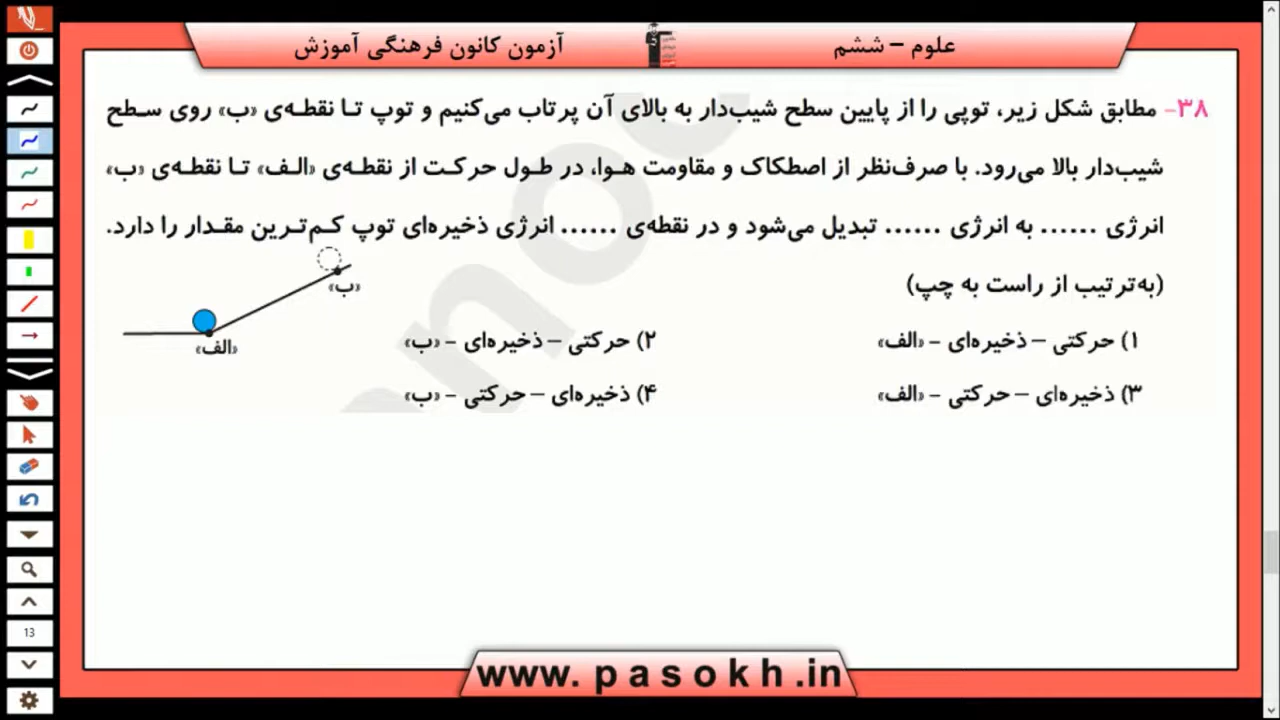 علوم – ششم
آزمون کانون فرهنگی آموزش
۳۸- مطابق شکل زیر، توپی را از پایین سطح شیب‌دار به بالای آن پرتاب می‌کنیم و توپ تا نقطه‌ی «ب» روی سطح
شیب‌دار بالا می‌رود. با صرف‌نظر از اصطکاک و مقاومت هوا، در طول حرکت از نقطه‌ی «الف» تا نقطه‌ی «ب»
انرژی ...... به انرژی ...... تبدیل می‌شود و در نقطه‌ی ...... انرژی ذخیره‌ای توپ کم‌ترین مقدار را دارد.
(به‌ترتیب از راست به چپ)
«ب»
«الف»
۱) حرکتی – ذخیره‌ای – «الف»
۲) حرکتی – ذخیره‌ای – «ب»
۳) ذخیره‌ای – حرکتی – «الف»
۴) ذخیره‌ای – حرکتی – «ب»
13
www.pasokh.in